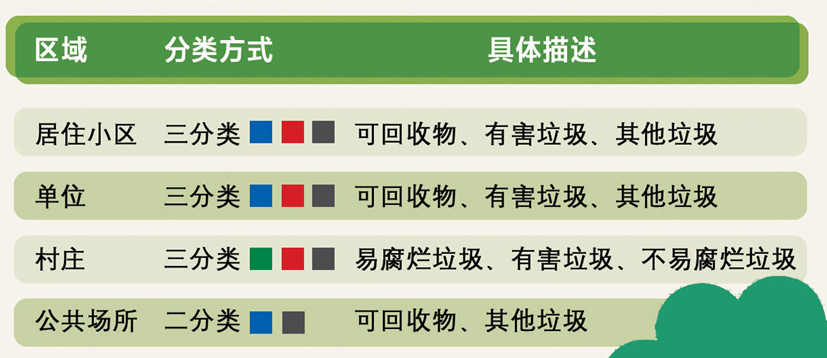 区域 分类方式 具体描述
居住小区 三分类 可回收物、有害垃圾、其他垃圾
单位 三分类 可回收物、有害垃圾、其他垃圾
村庄 三分类 易腐烂垃圾、有害垃圾、不易腐烂垃圾
公共场所 二分类 可回收物、其他垃圾